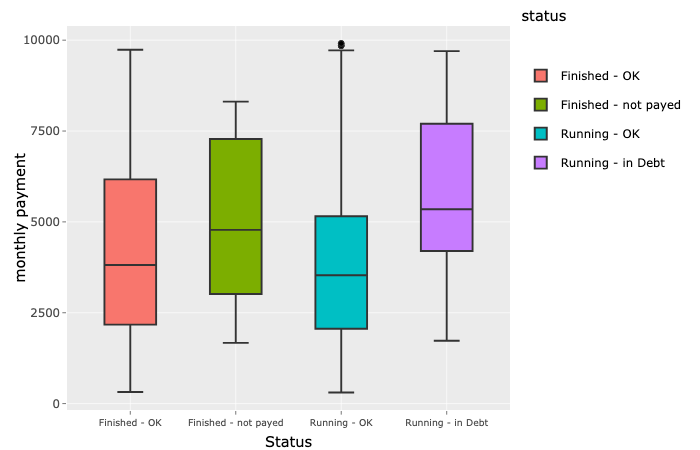 status
Finished - OK
Finished - not payed
Running - OK
Running - in Debt
monthly payment
10000
7500
5000
2500
0
Finished - OK
Finished - not payed
Running - OK
Running - in Debt
Status